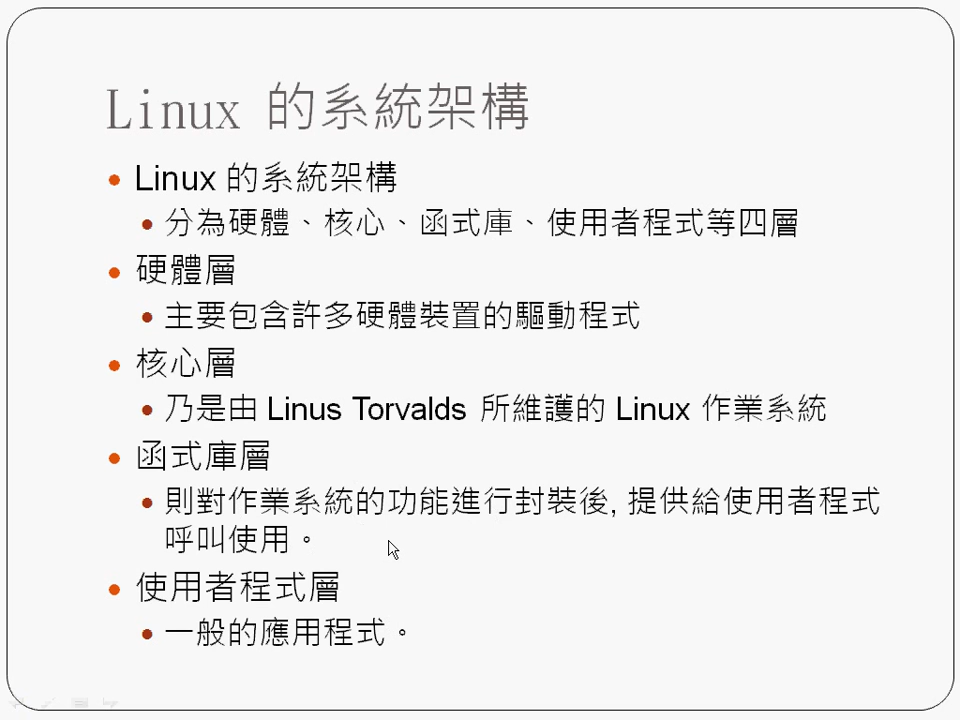 Linux 的系統架構
Linux 的系統架構
分為硬體、核心、函式庫、使用者程式等四層
硬體層
主要包含許多硬體裝置的驅動程式
核心層
乃是由 Linus Torvalds 所維護的 Linux 作業系統
函式庫層
則對作業系統的功能進行封裝後, 提供給使用者程式
呼叫使用。
使用者程式層
一般的應用程式。